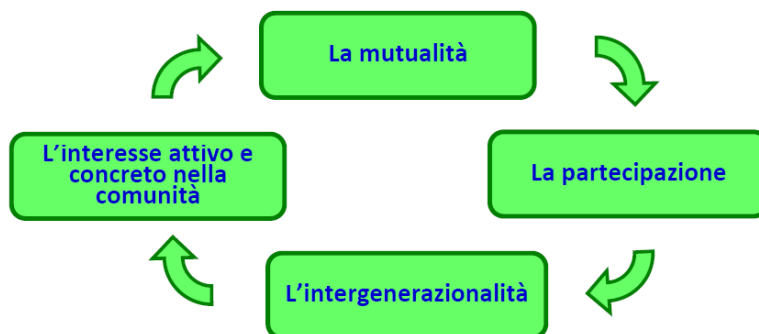 La mutualità
La partecipazione
L'intergenerazionalità
L'interesse attivo e
concreto nella
comunità